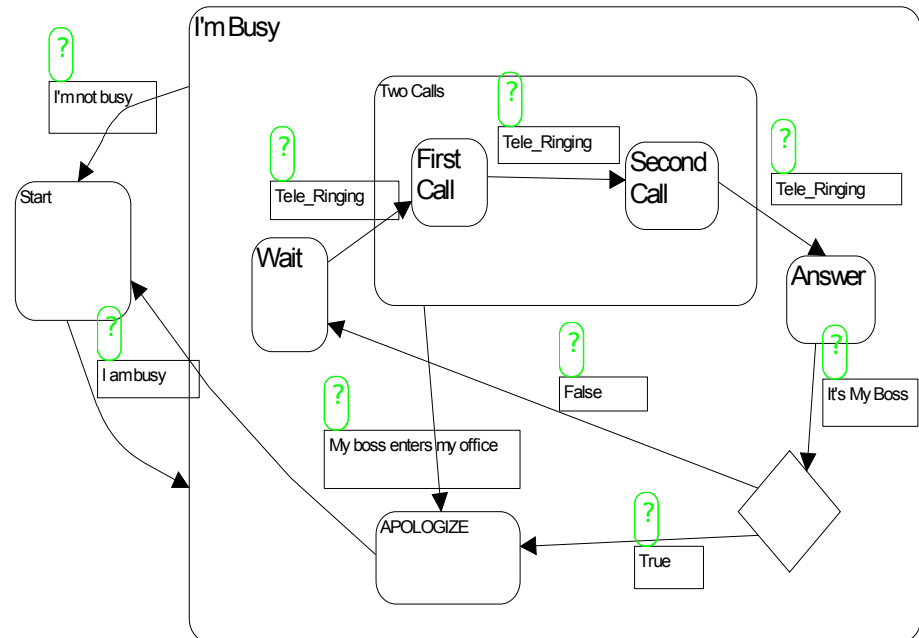 I'm Busy
?
I'm not busy
Two Calls
?
Tele_Ringing
?
Tele_Ringing
First
Call
Second
Call
?
Tele_Ringing
Start
Wait
Answer
?
I am busy
?
False
?
It's My Boss
?
My boss enters my office
APOLOGIZE
?
True